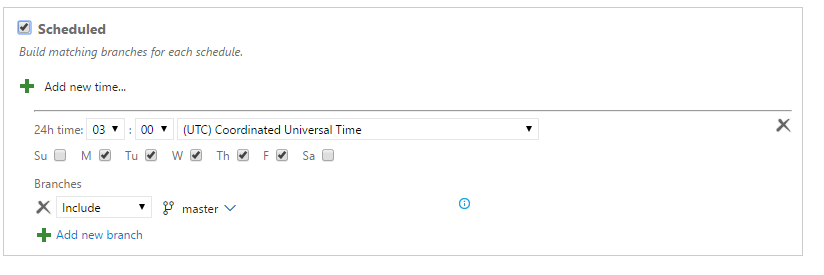 Scheduled
Build matching branches for each schedule.
Add new time...
24h time: 03 : 00 (UTC) Coordinated Universal Time
Su M Tu W Th F Sa
Branches
Include master
Add new branch